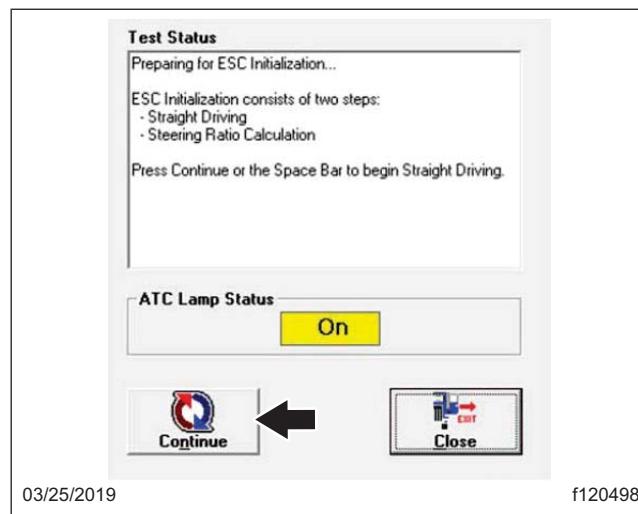 Test Status
Preparing for ESC Initialization...
ESC Initialization consists of two steps:
- Straight Driving
- Steering Ratio Calculation
Press Continue or the Space Bar to begin Straight Driving.
ATC Lamp Status
On
EXIT
Continue
Close
03/25/2019
f120498